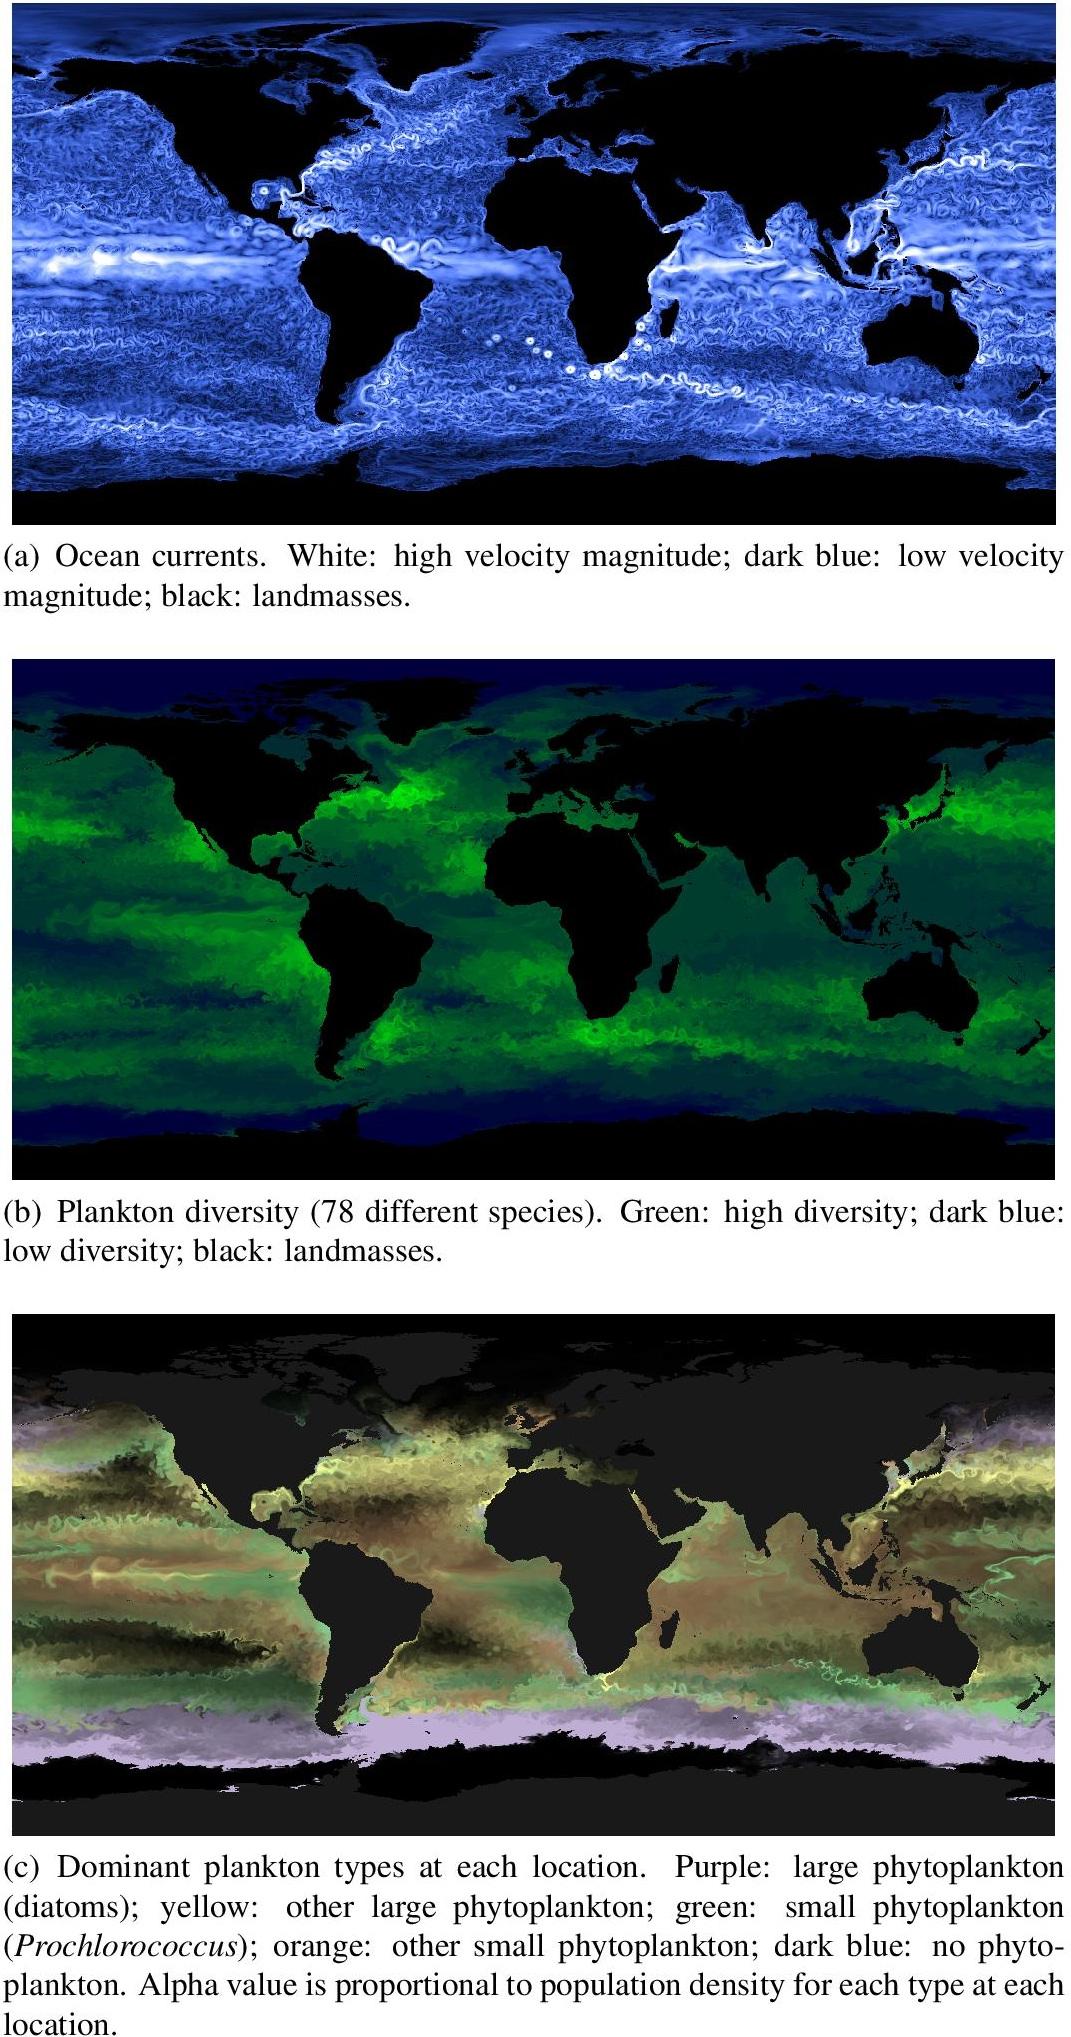 (a) Ocean currents. White: high velocity magnitude; dark blue: low velocity
magnitude; black: landmasses.
(b) Plankton diversity (78 different species). Green: high diversity; dark blue:
low diversity; black: landmasses.
(c) Dominant plankton types at each location. Purple: large phytoplankton
(diatoms); yellow: other large phytoplankton; green: small phytoplankton
(Prochlorococcus); orange: other small phytoplankton; dark blue: no phyto-
plankton. Alpha value is proportional to population density for each type at each
location.